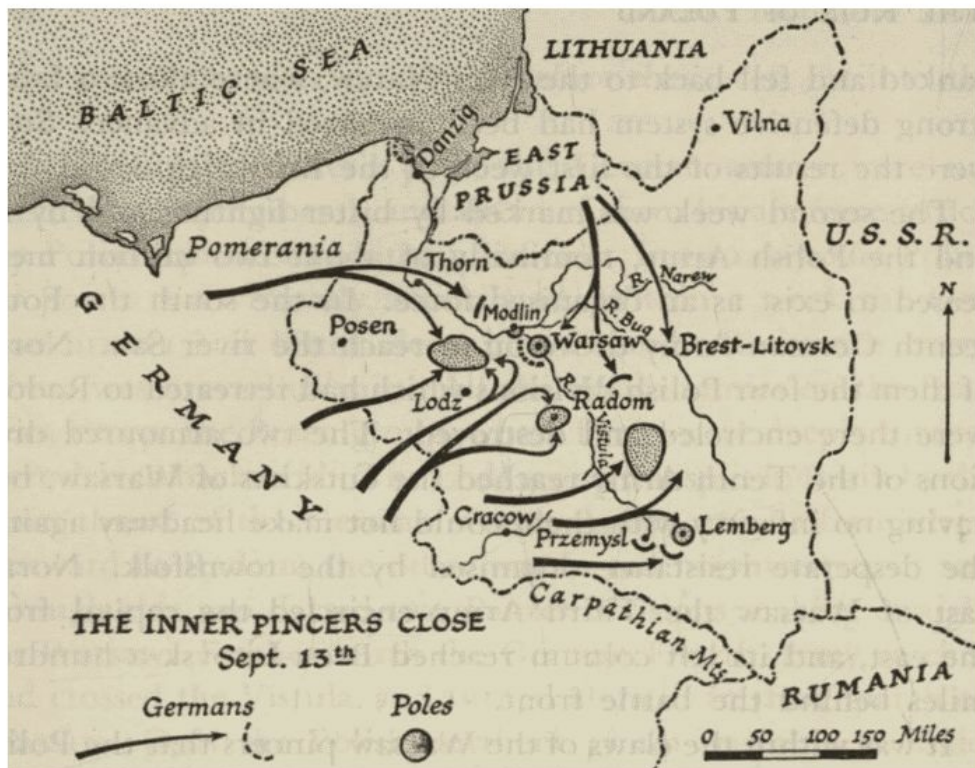 BALTIC SEA
LITHUANIA
Vilna
Danzig
EAST
PRUSSIA
U.S.S.R.
Pomerania
Thorn
R. Narew
N
Modlin
R. Bug
GERMANY
Posen
Warsaw
Brest-Litovsk
Lodz
Radom
R. Vistula
Cracow
Przemysl
Lemberg
Carpathian Mts
THE INNER PINCERS CLOSE
Sept. 13th
RUMANIA
Germans
Poles
0 50 100 150 Miles